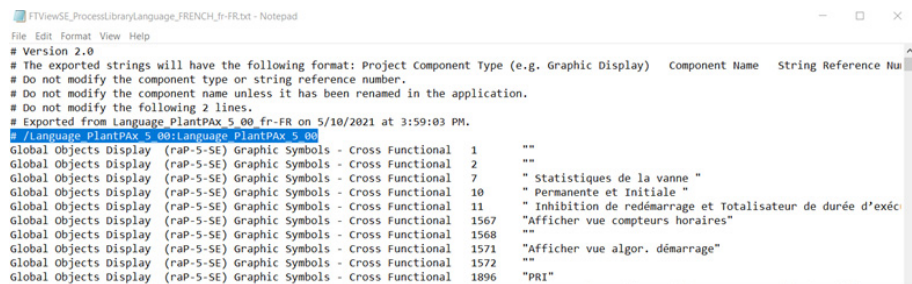 FTViewSE_ProcessLibraryLanguage_FRENCH_fr-FR.txt - Notepad
File Edit Format View Help
# Version 2.0
# The exported strings will have the following format: Project Component Type (e.g. Graphic Display) Component Name String Reference
# Do not modify the component type or string reference number.
# Do not modify the component name unless it has been renamed in the application.
# Do not modify the following 2 lines.
# Exported from Language_PlantPAx_5_00_fr-FR on 5/10/2021 at 3:59:03 PM.
# /Language_PlantPAx_5_00:Language_PlantPAx_5_00
Global Objects Display (raP-5-SE) Graphic Symbols - Cross Functional 1 ""
Global Objects Display (raP-5-SE) Graphic Symbols - Cross Functional 2 ""
Global Objects Display (raP-5-SE) Graphic Symbols - Cross Functional 7 " Statistiques de la vanne "
Global Objects Display (raP-5-SE) Graphic Symbols - Cross Functional 10 " Permanente et Initiale "
Global Objects Display (raP-5-SE) Graphic Symbols - Cross Functional 11 " Inhibition de redémarrage et Totalisateur de durée d’exéc
Global Objects Display (raP-5-SE) Graphic Symbols - Cross Functional 1567 "Afficher vue compteurs horaires"
Global Objects Display (raP-5-SE) Graphic Symbols - Cross Functional 1568 ""
Global Objects Display (raP-5-SE) Graphic Symbols - Cross Functional 1571 "Afficher vue algor. démarrage"
Global Objects Display (raP-5-SE) Graphic Symbols - Cross Functional 1572 ""
Global Objects Display (raP-5-SE) Graphic Symbols - Cross Functional 1896 "PRI"